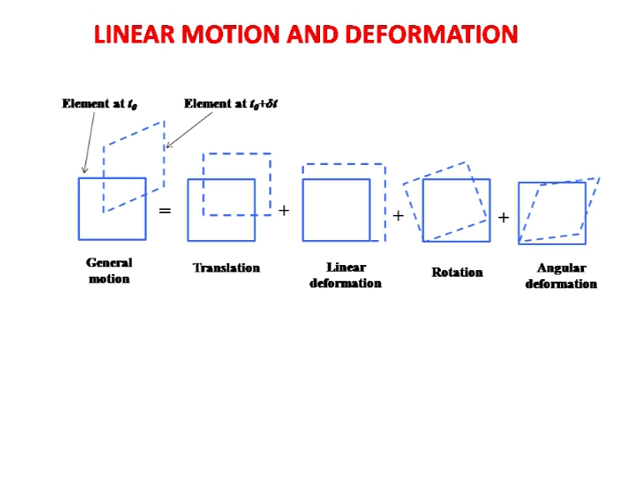 LINEAR MOTION AND DEFORMATION
Element at t₀ Element at t₀+δt
= + + +
General motion
Translation
Linear deformation
Rotation
Angular deformation